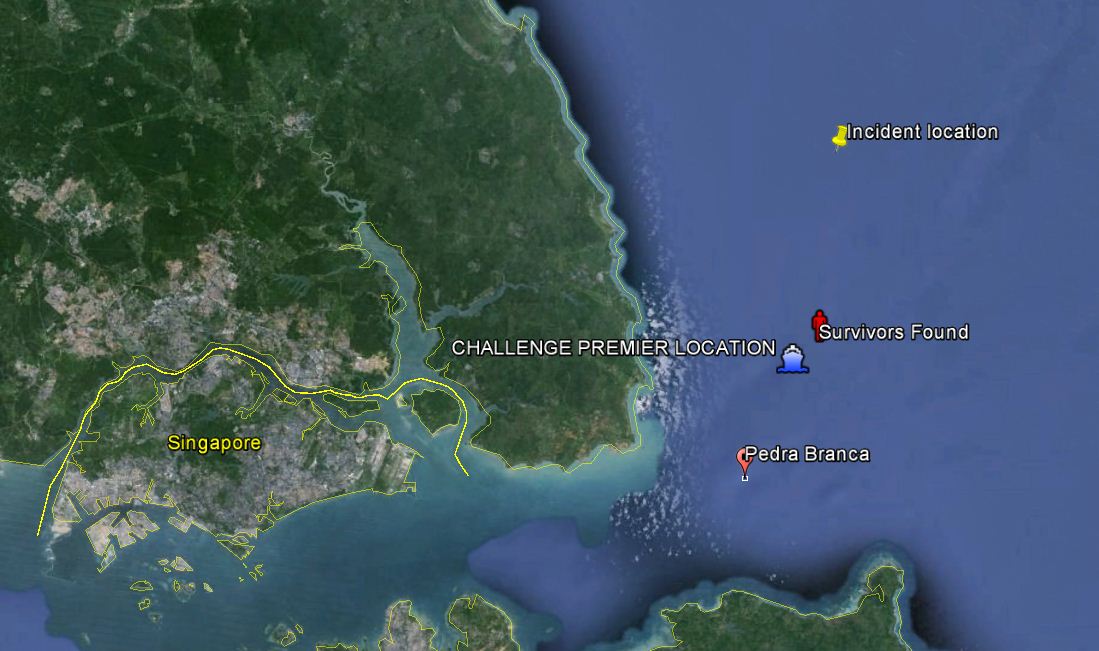 Incident location
Survivors Found
CHALLENGE PREMIER LOCATION
Singapore
Pedra Branca